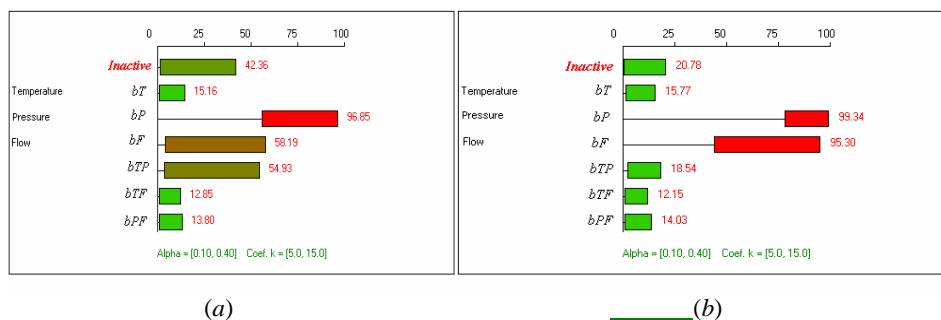 0 25 50 75 100
Inactive 42.36
Temperature bT 15.16
Pressure bP 96.85
Flow bF 58.19
bTP 54.93
bTF 12.85
bPF 13.80
Alpha = [0.10, 0.40] Coef. k = [5.0, 15.0]
(a)
0 25 50 75 100
Inactive 20.78
Temperature bT 15.77
Pressure bP 99.34
Flow bF 95.30
bTP 18.54
bTF 12.15
bPF 14.03
Alpha = [0.10, 0.40] Coef. k = [5.0, 15.0]
(b)